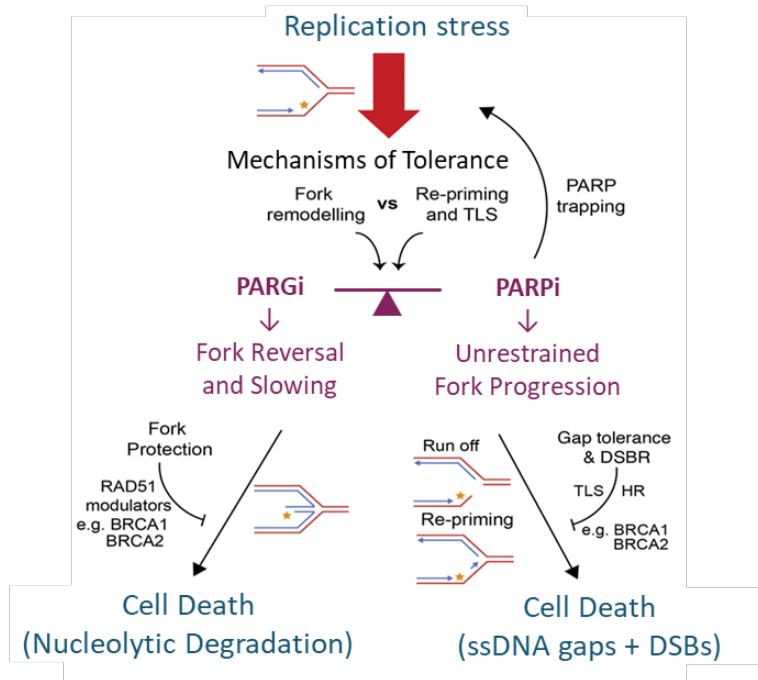 Replication stress
Mechanisms of Tolerance
Fork
remodelling
vs
Re-priming
and TLS
PARP
trapping
PARGi
PARPi
Fork Reversal
and Slowing
Unrestrained
Fork Progression
Fork
Protection
RAD51
modulators
e.g. BRCA1
BRCA2
Run off
Re-priming
Gap tolerance
& DSBR
TLS HR
e.g. BRCA1
BRCA2
Cell Death
(Nucleolytic Degradation)
Cell Death
(ssDNA gaps + DSBs)